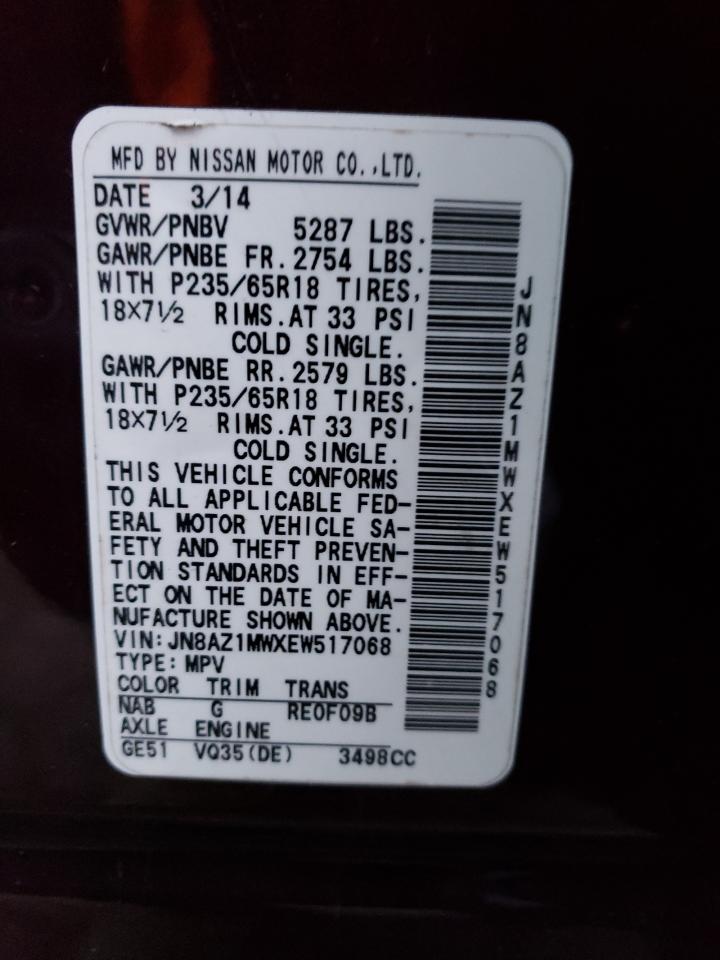 MFD BY NISSAN MOTOR CO.,LTD.
DATE 3/14
GVWR/PNBV 5287 LBS.
GAWR/PNBE FR.2754 LBS.
WITH P235/65R18 TIRES,
18×7½ RIMS.AT 33 PSI
COLD SINGLE.
GAWR/PNBE RR.2579 LBS.
WITH P235/65R18 TIRES,
18×7½ RIMS.AT 33 PSI
COLD SINGLE.
THIS VEHICLE CONFORMS
TO ALL APPLICABLE FED-
ERAL MOTOR VEHICLE SA-
FETY AND THEFT PREVEN-
TION STANDARDS IN EFF-
ECT ON THE DATE OF MA-
NUFACTURE SHOWN ABOVE.
VIN:JN8AZ1MWXEW517068
TYPE:MPV
COLOR TRIM TRANS
NAB G RE0F09B
AXLE ENGINE
GE51 VQ35(DE) 3498CC
JN8AZ1MWXEW517068